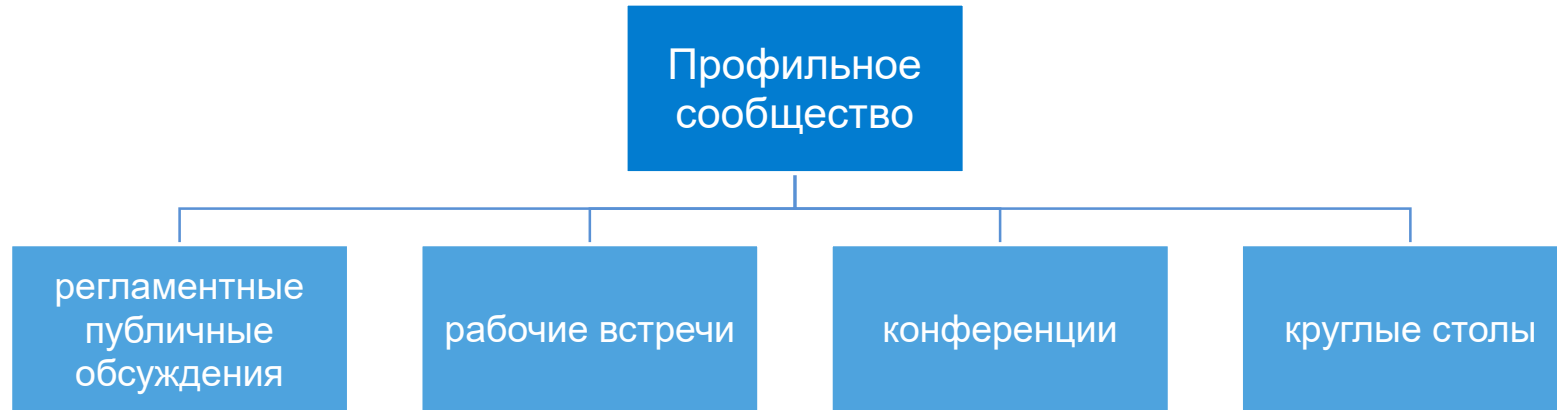 Профильное
сообщество
регламентные
публичные
обсуждения
рабочие встречи
конференции
круглые столы